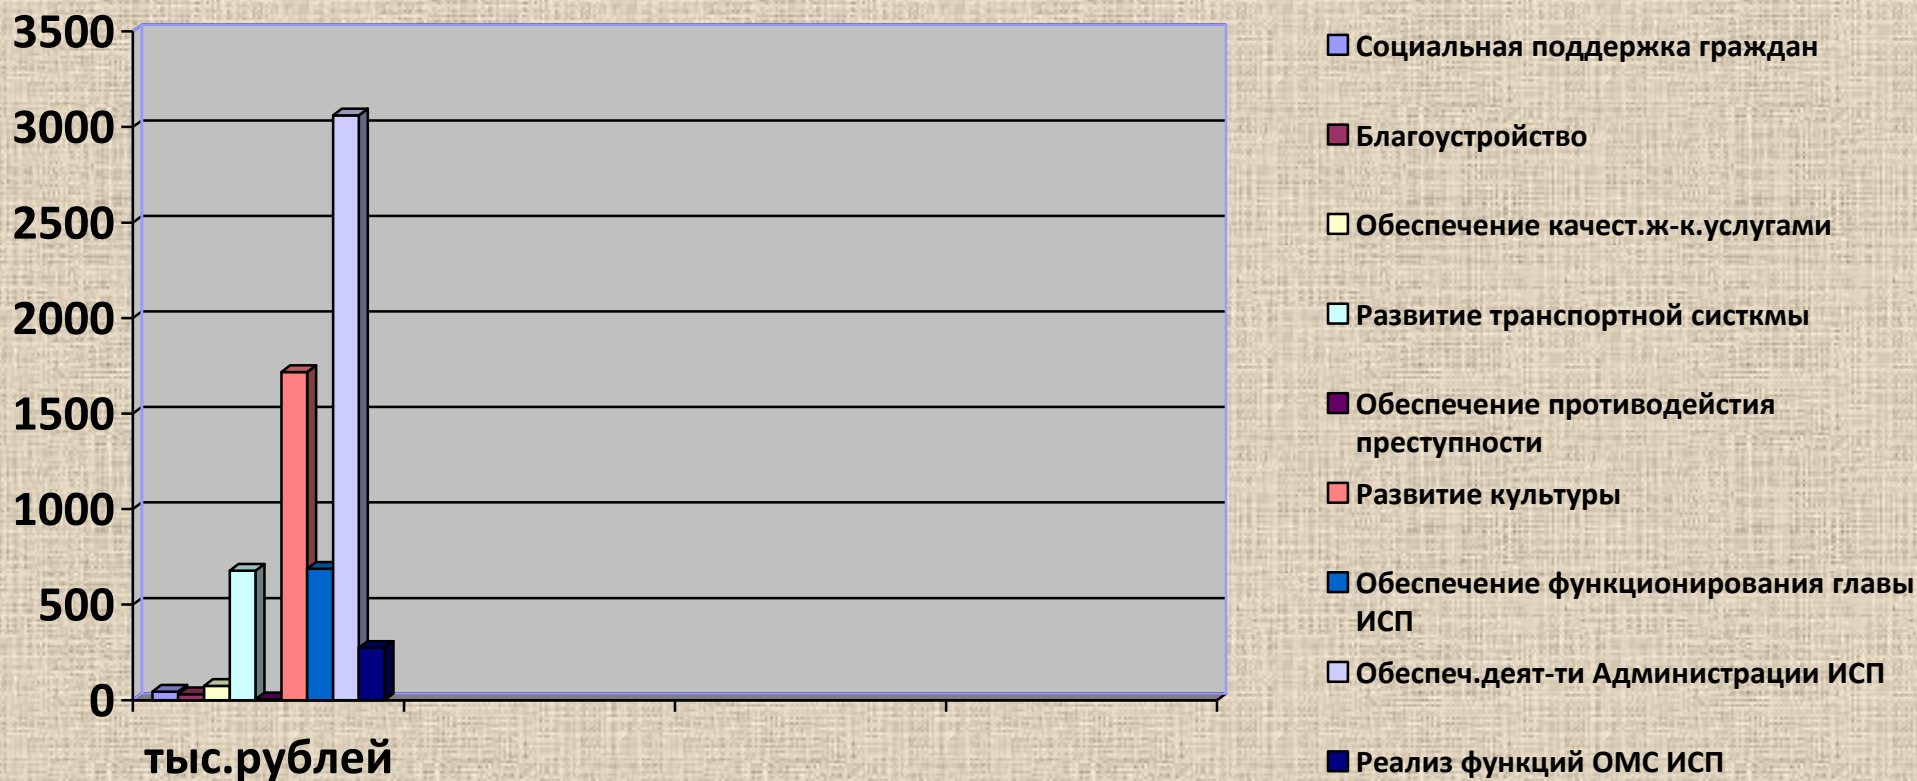 3500
3000
2500
2000
1500
1000
500
0
тыс.рублей
Социальная поддержка граждан
Благоустройство
Обеспечение качест.ж-к.услугами
Развитие транспортной систкмы
Обеспечение противодейстия
преступности
Развитие культуры
Обеспечение функционирования главы
ИСП
Обеспеч.деят-ти Администрации ИСП
Реализ функций ОМС ИСП